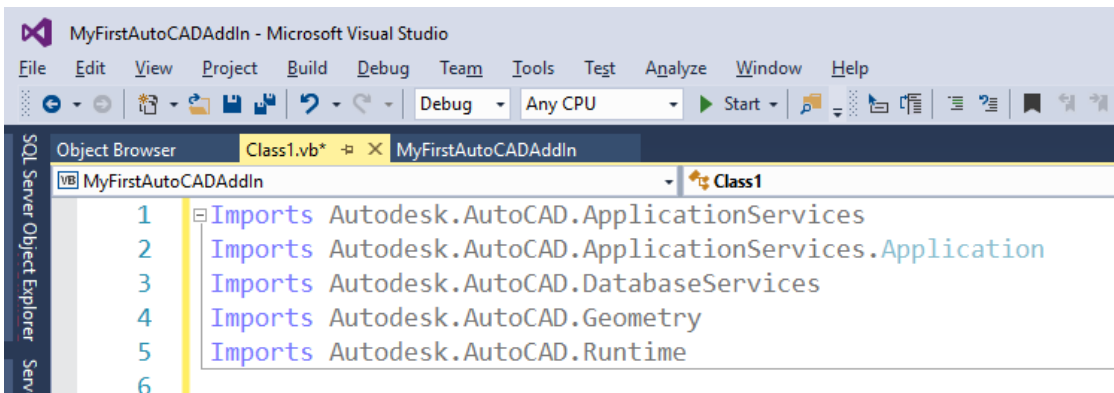 MyFirstAutoCADAddIn - Microsoft Visual Studio
File Edit View Project Build Debug Team Tools Test Analyze Window Help
Debug Any CPU Start
SQL Server Object Explorer
Serv
Object Browser Class1.vb* MyFirstAutoCADAddIn
VB MyFirstAutoCADAddIn Class1
1 Imports Autodesk.AutoCAD.ApplicationServices
2 Imports Autodesk.AutoCAD.ApplicationServices.Application
3 Imports Autodesk.AutoCAD.DatabaseServices
4 Imports Autodesk.AutoCAD.Geometry
5 Imports Autodesk.AutoCAD.Runtime
6